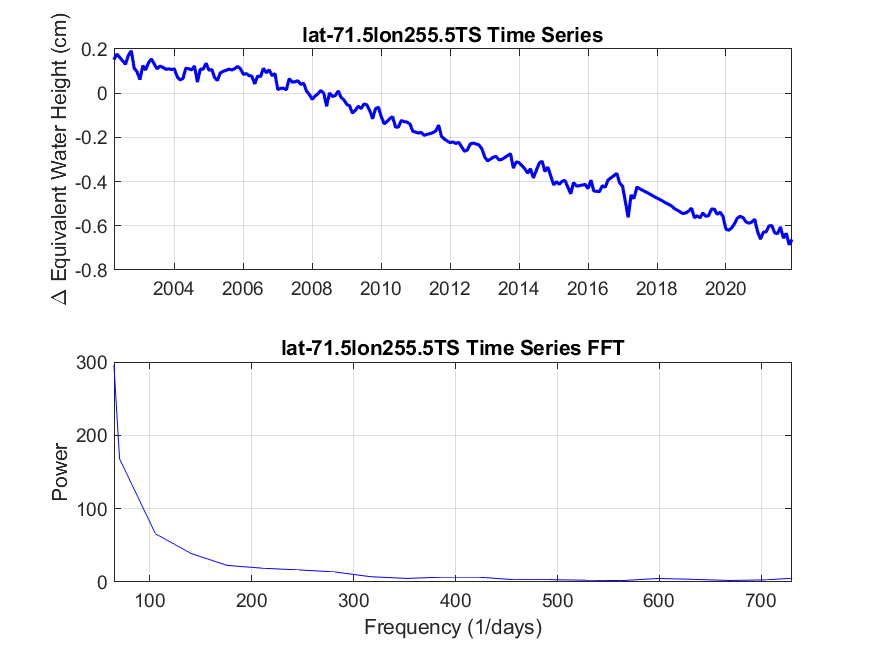 lat-71.5lon255.5TS Time Series
Δ Equivalent Water Height (cm)
0.2
0
-0.2
-0.4
-0.6
-0.8
2004 2006 2008 2010 2012 2014 2016 2018 2020
lat-71.5lon255.5TS Time Series FFT
Power
300
200
100
0
100 200 300 400 500 600 700
Frequency (1/days)